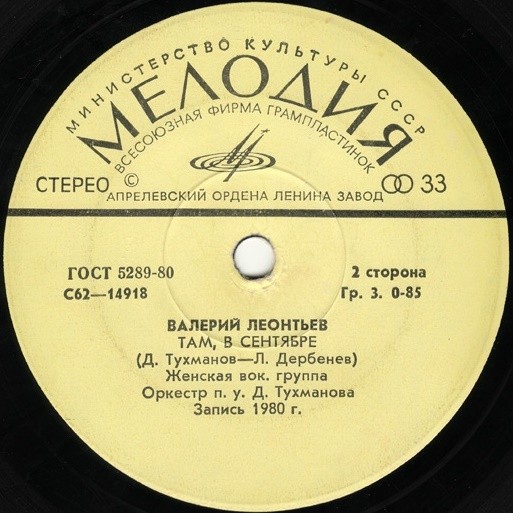 МИНИСТЕРСТВО КУЛЬТУРЫ СССР
МЕЛОДИЯ
ВСЕСОЮЗНАЯ ФИРМА ГРАМПЛАСТИНОК
СТЕРЕО © 33
АПРЕЛЕВСКИЙ ОРДЕНА ЛЕНИНА ЗАВОД
ГОСТ 5289-80 2 сторона
С62—14918 Гр. 3. 0-85
ВАЛЕРИЙ ЛЕОНТЬЕВ
ТАМ, В СЕНТЯБРЕ
(Д. Тухманов—Л. Дербенев)
Женская вок. группа
Оркестр п. у. Д. Тухманова
Запись 1980 г.